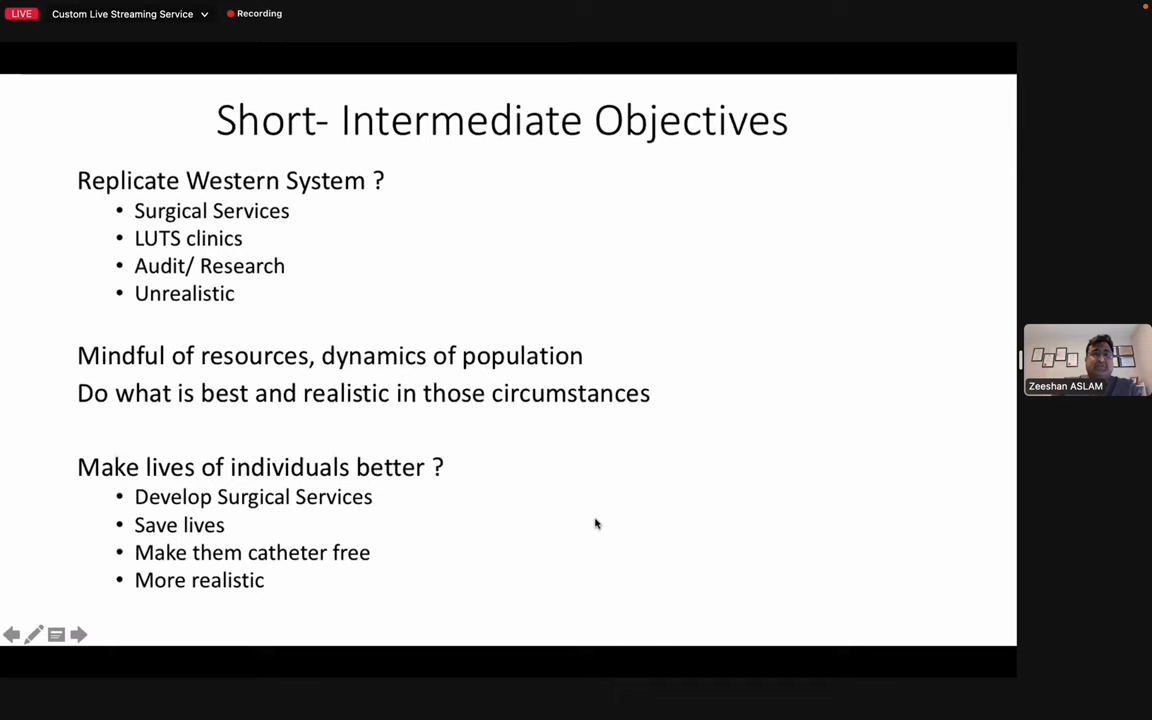 LIVE Custom Live Streaming Service Recording
Short- Intermediate Objectives
Replicate Western System ?
• Surgical Services
• LUTS clinics
• Audit/ Research
• Unrealistic
Mindful of resources, dynamics of population
Do what is best and realistic in those circumstances
Make lives of individuals better ?
• Develop Surgical Services
• Save lives
• Make them catheter free
• More realistic
Zeeshan ASLAM